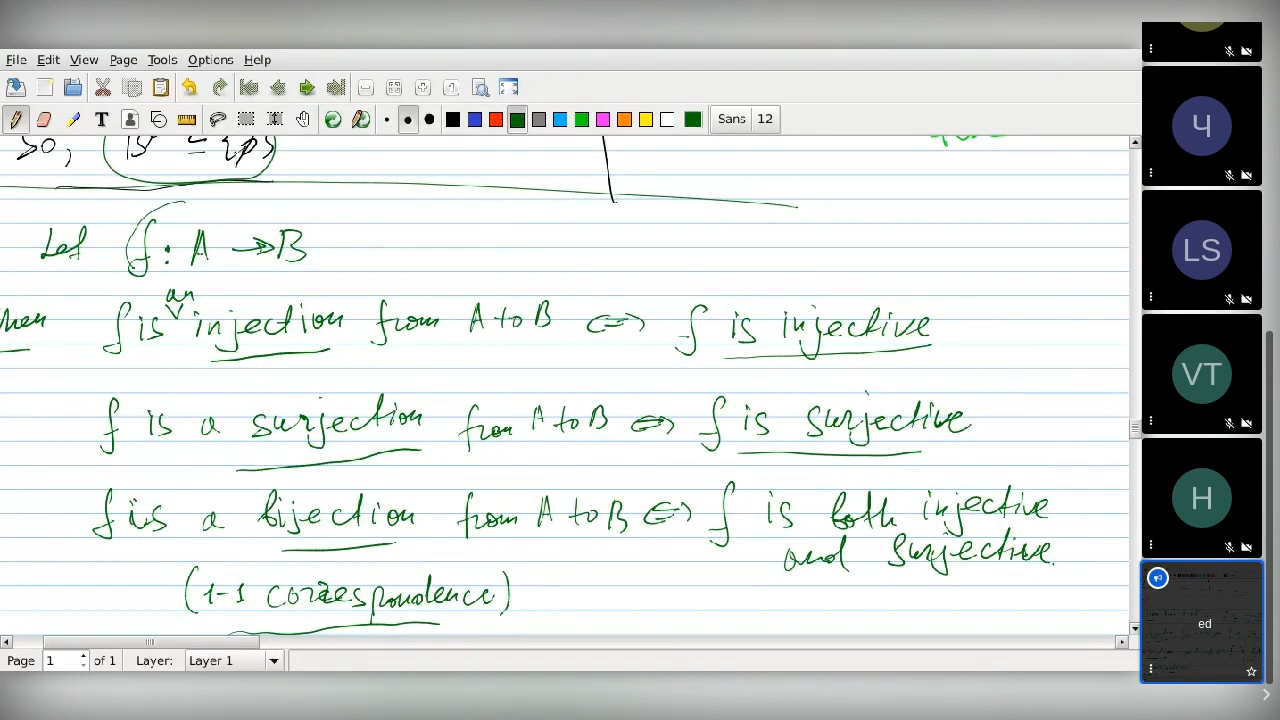 File Edit View Page Tools Options Help
Sans 12
So,
Let f : A → B
f is an injection from A to B ⇔ f is injective
f is a surjection from A to B ⇔ f is surjective
f is a bijection from A to B ⇔ f is both injective
and surjective.
(1-1 correspondence)
Page 1 of 1 Layer: Layer 1
Ч
LS
VT
H
ed